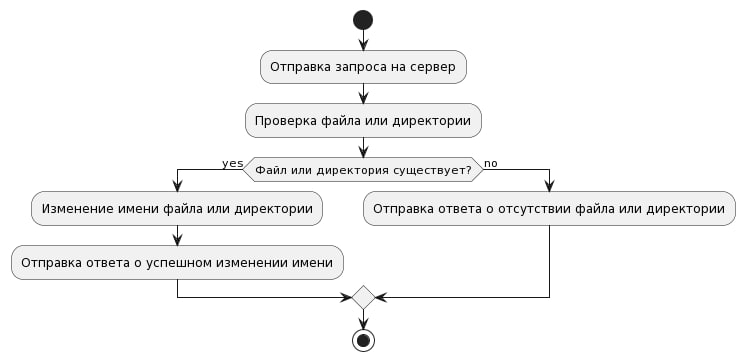 Отправка запроса на сервер
Проверка файла или директории
yes
Файл или директория существует?
no
Изменение имени файла или директории
Отправка ответа о отсутствии файла или директории
Отправка ответа о успешном изменении имени